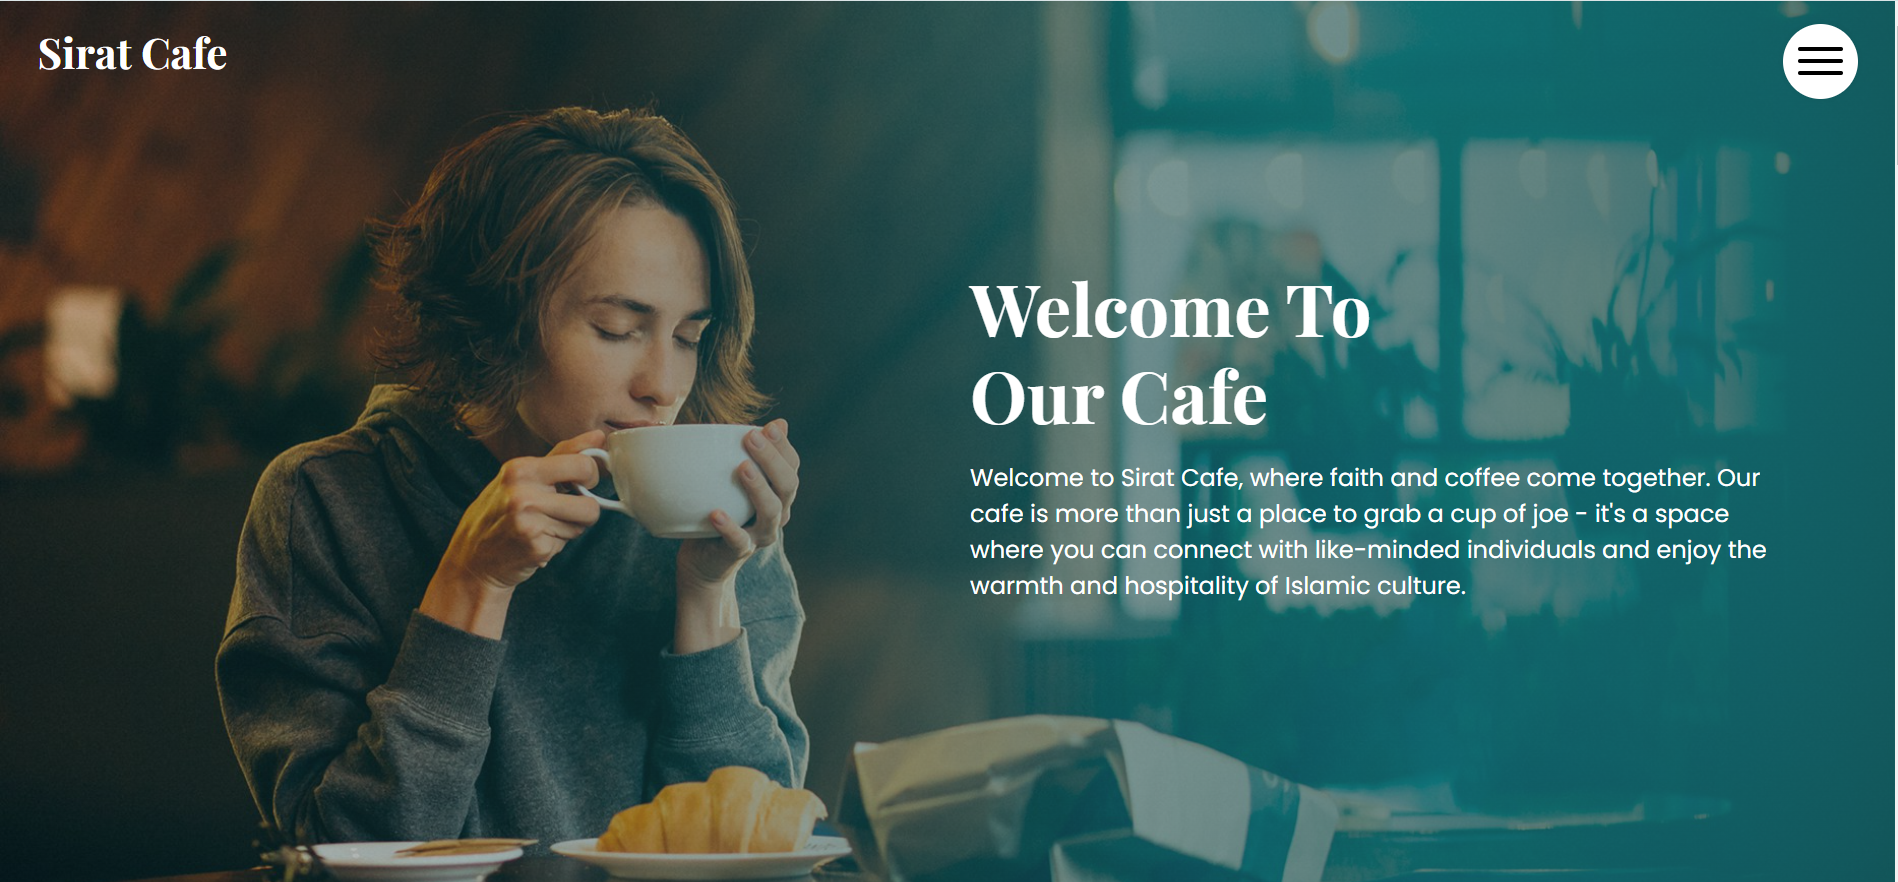 Sirat Cafe
Welcome To
Our Cafe
Welcome to Sirat Cafe, where faith and coffee come together. Our
cafe is more than just a place to grab a cup of joe - it's a space
where you can connect with like-minded individuals and enjoy the
warmth and hospitality of Islamic culture.